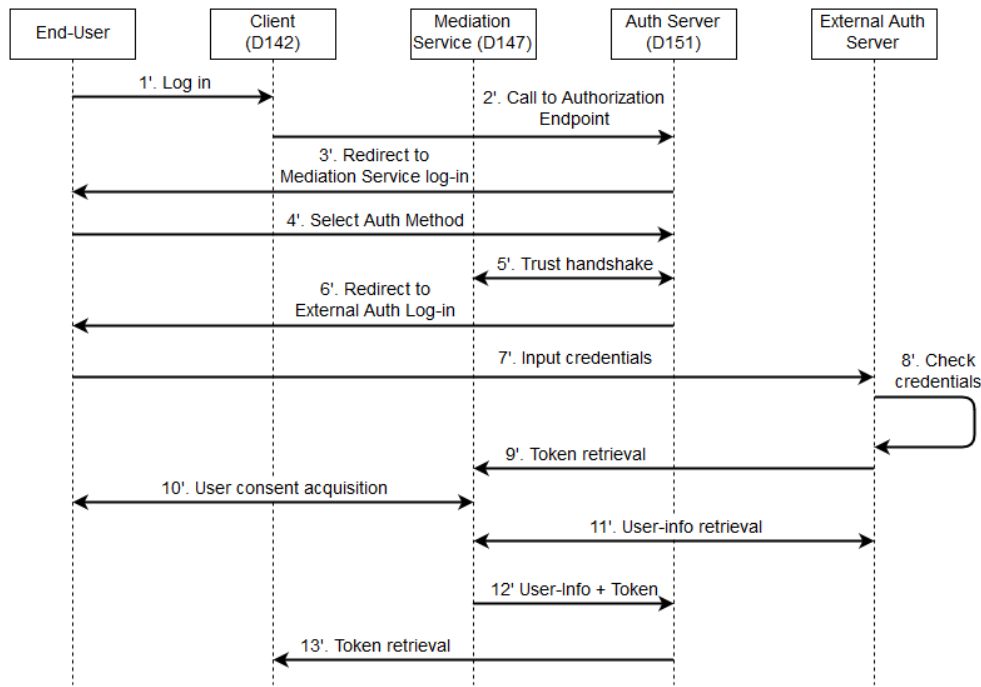 End-User
Client
(D142)
Mediation
Service (D147)
Auth Server
(D151)
External Auth
Server
1'. Log in
2'. Call to Authorization
Endpoint
3'. Redirect to
Mediation Service log-in
4'. Select Auth Method
5'. Trust handshake
6'. Redirect to
External Auth Log-in
7'. Input credentials
8'. Check
credentials
9'. Token retrieval
10'. User consent acquisition
11'. User-info retrieval
12' User-Info + Token
13'. Token retrieval